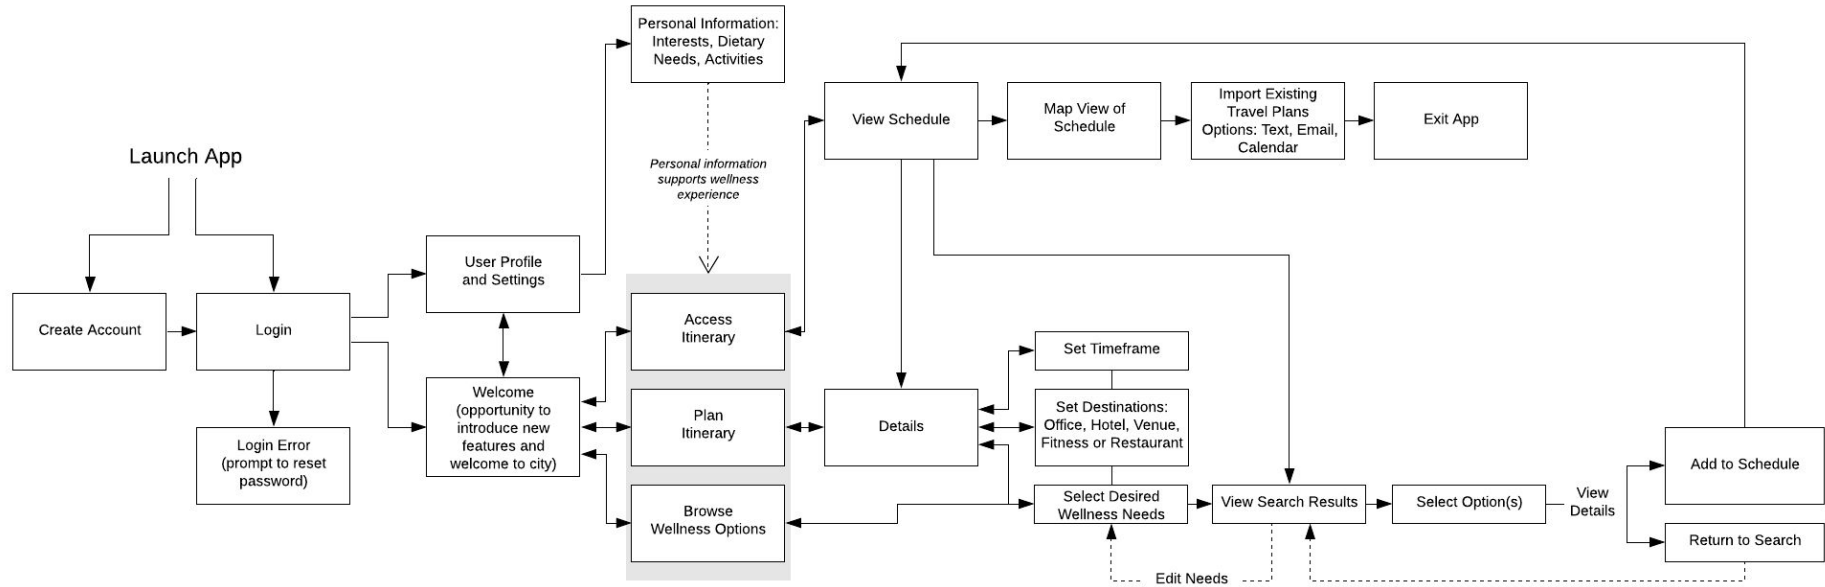 Personal Information:
Interests, Dietary
Needs, Activities
View Schedule
Map View of
Schedule
Import Existing
Travel Plans
Options: Text, Email,
Calendar
Exit App
Launch App
Personal information
supports wellness
experience
User Profile
and Settings
Create Account
Login
Access
Itinerary
Set Timeframe
Welcome
(opportunity to
introduce new
features and
welcome to city)
Plan
Itinerary
Details
Set Destinations:
Office, Hotel, Venue,
Fitness or Restaurant
Login Error
(prompt to reset
password)
Add to Schedule
Browse
Wellness Options
Select Desired
Wellness Needs
View Search Results
Select Option(s)
View
Details
Return to Search
Edit Needs